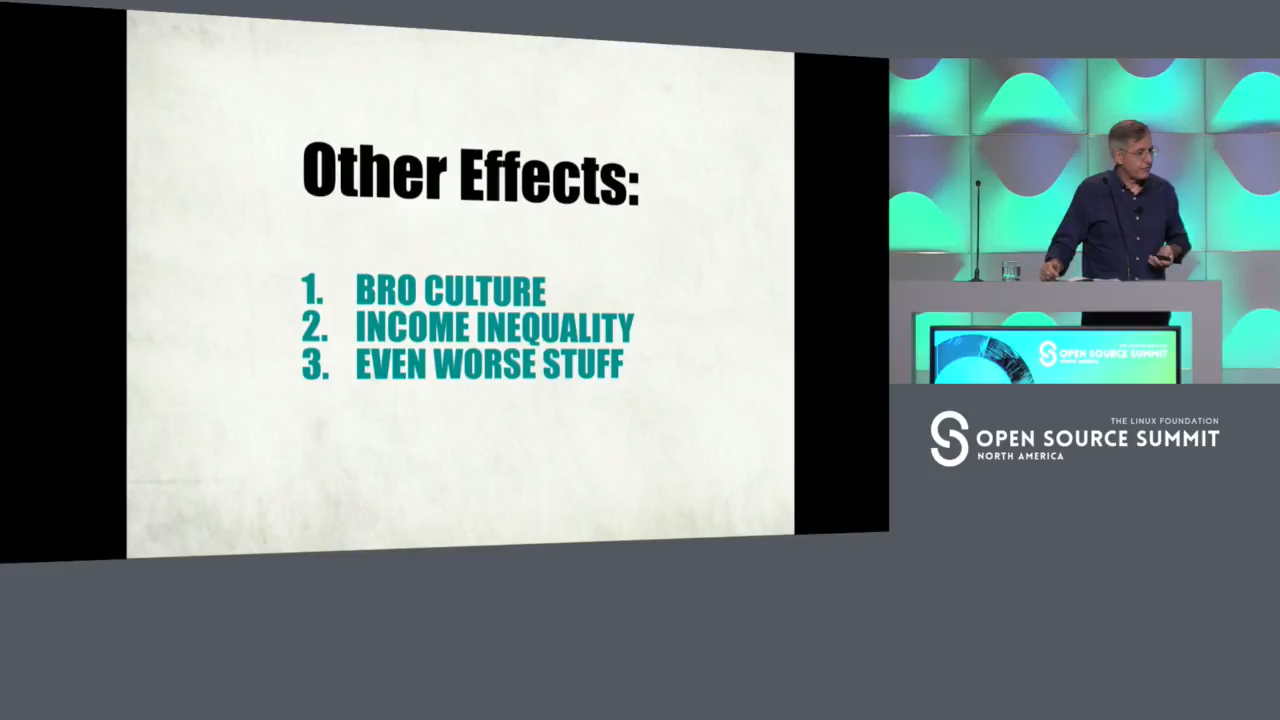 Other Effects:
1. BRO CULTURE
2. INCOME INEQUALITY
3. EVEN WORSE STUFF
OPEN SOURCE SUMMIT
THE LINUX FOUNDATION
OPEN SOURCE SUMMIT
NORTH AMERICA